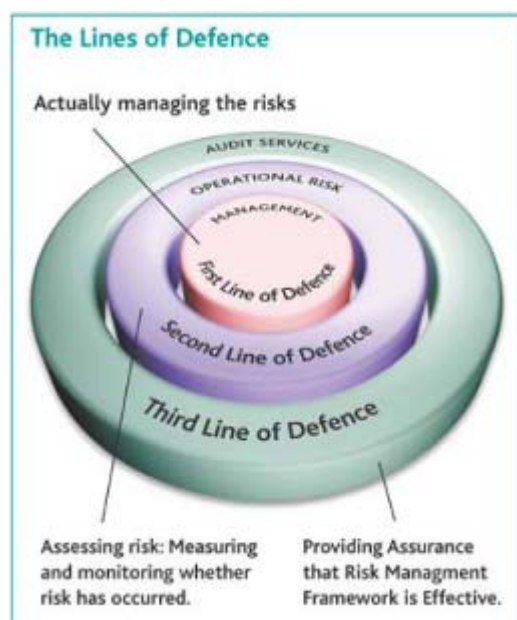 The Lines of Defence
Actually managing the risks
AUDIT SERVICES
OPERATIONAL RISK
MANAGEMENT
First Line of Defence
Second Line of Defence
Third Line of Defence
Assessing risk: Measuring
and monitoring whether
risk has occurred.
Providing Assurance
that Risk Managment
Framework is Effective.